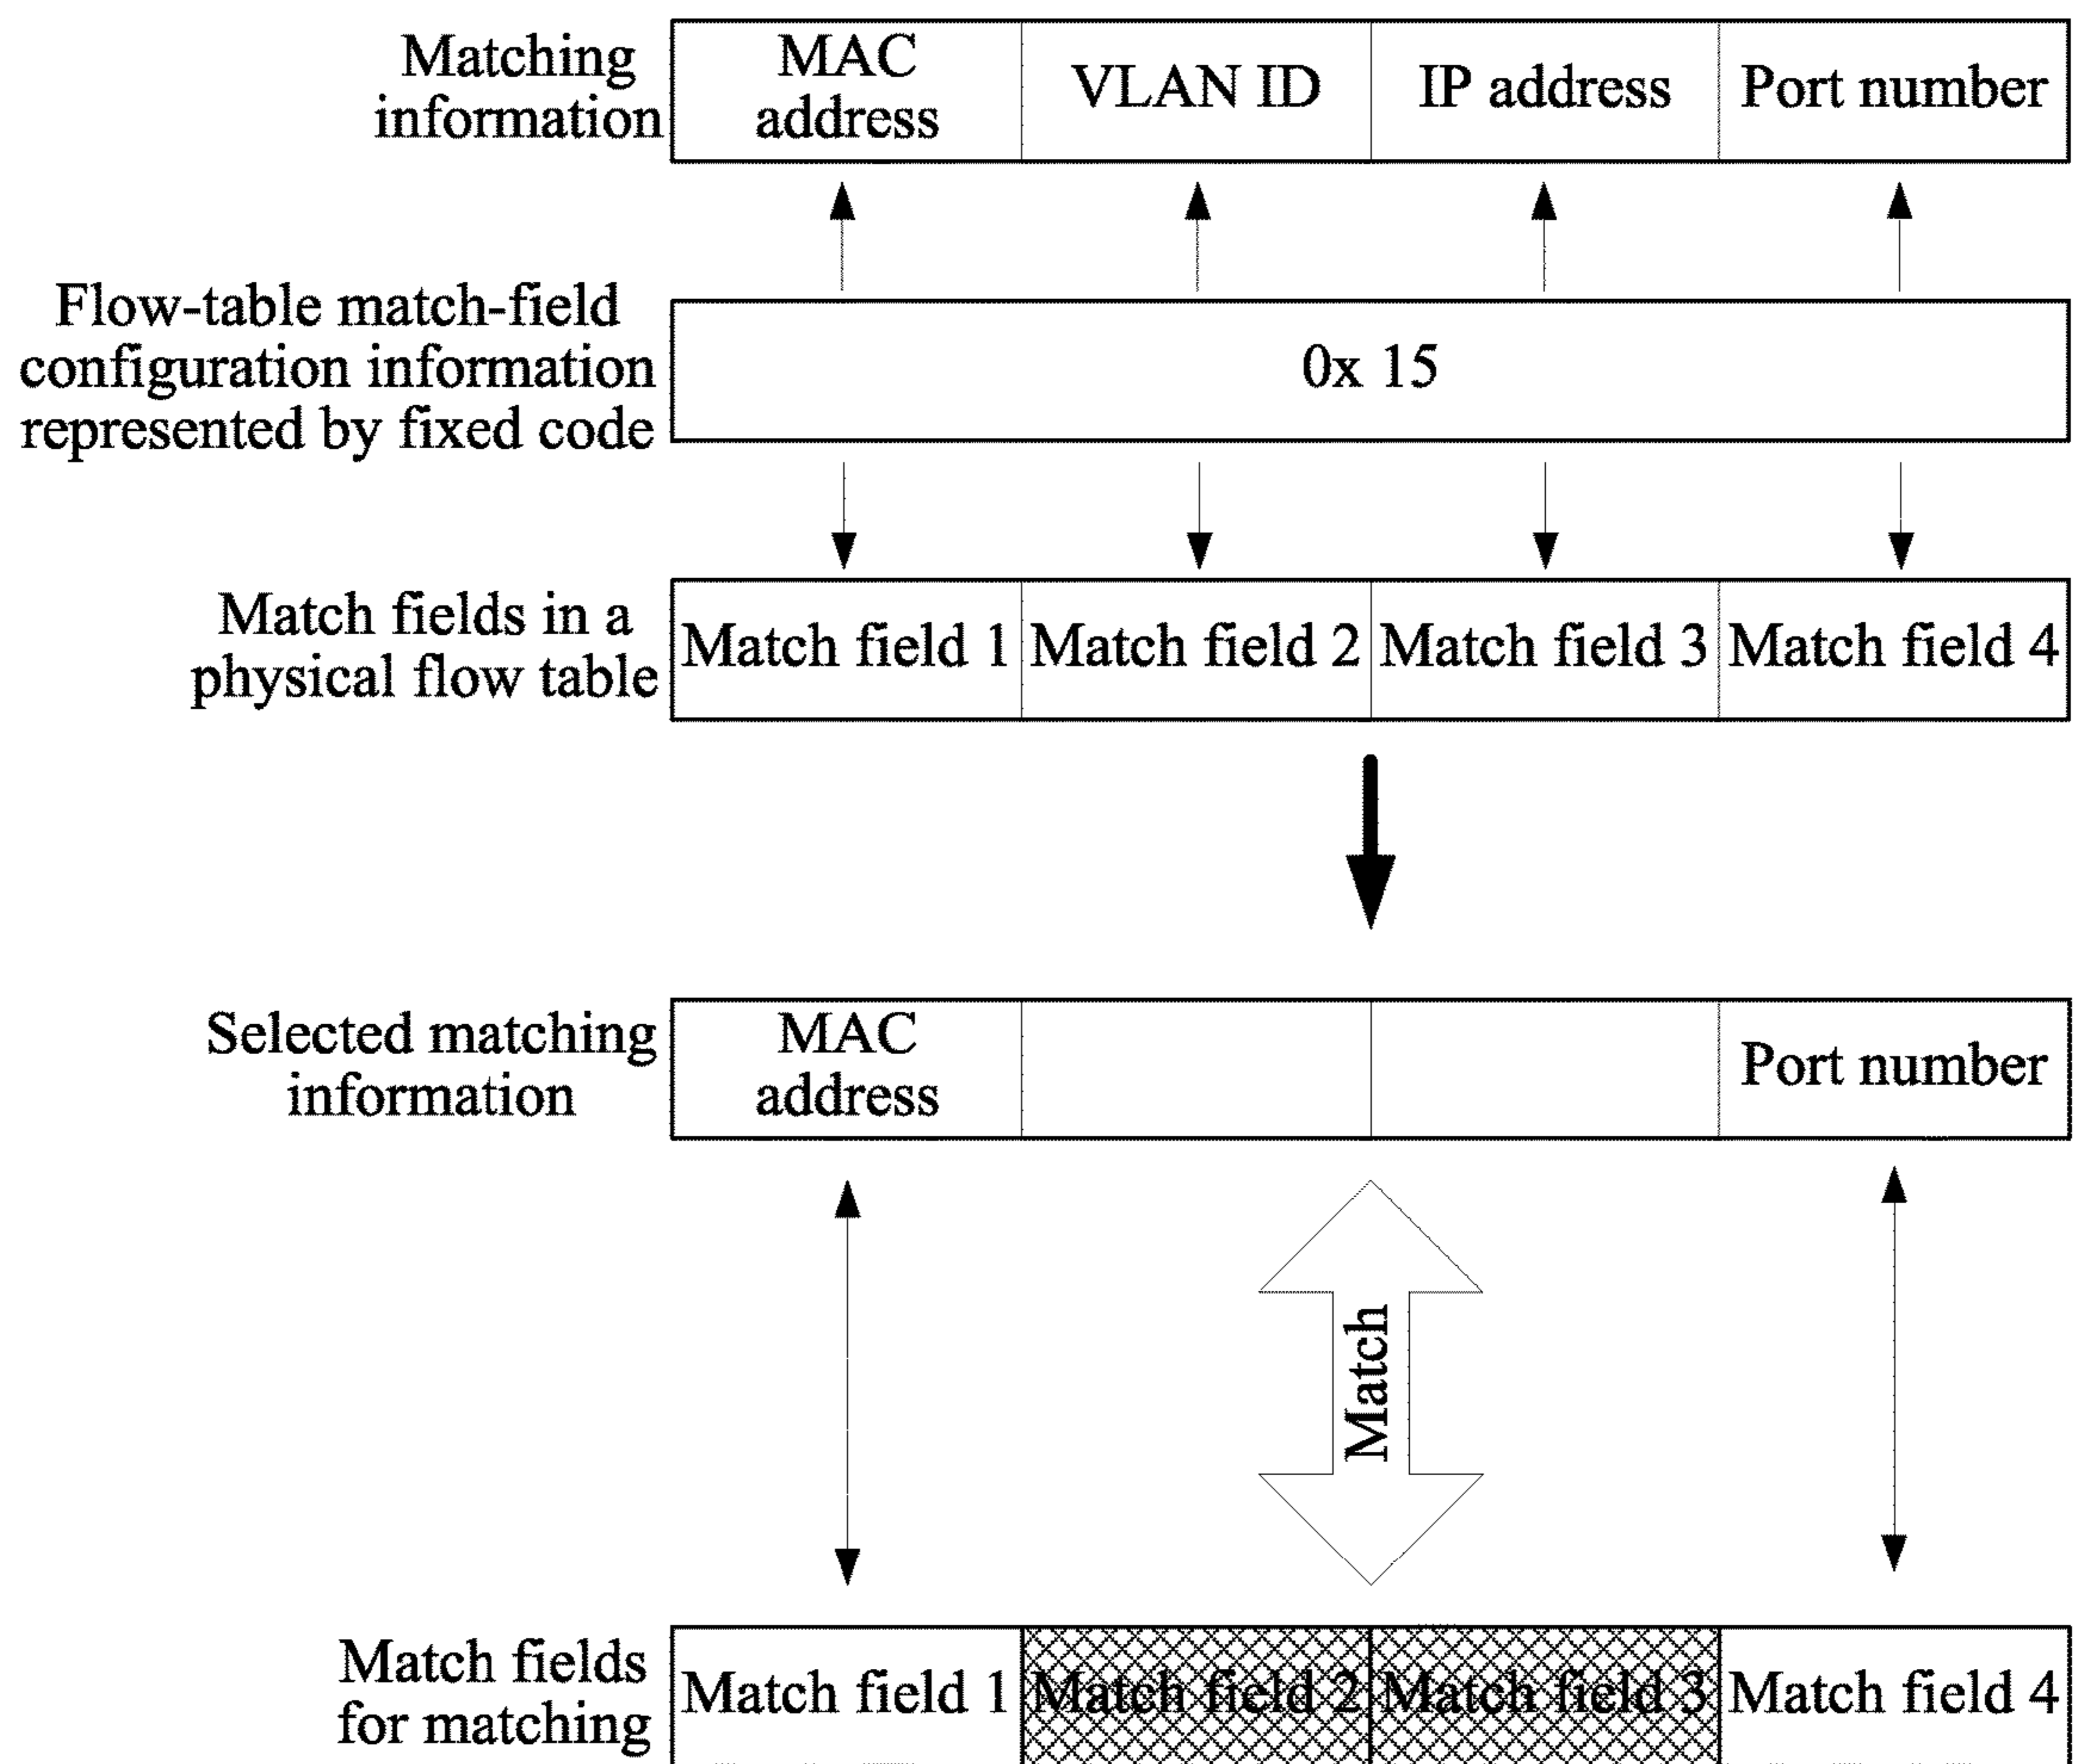 Matching
information
MAC
address
VLAN ID
IP address
Port number
Flow-table match-field
configuration information
represented by fixed code
0x 15
Match fields in a
physical flow table
Match field 1
Match field 2
Match field 3
Match field 4
Selected matching
information
MAC
address
Port number
Match
Match fields
for matching
Match field 1
Match field 2
Match field 3
Match field 4